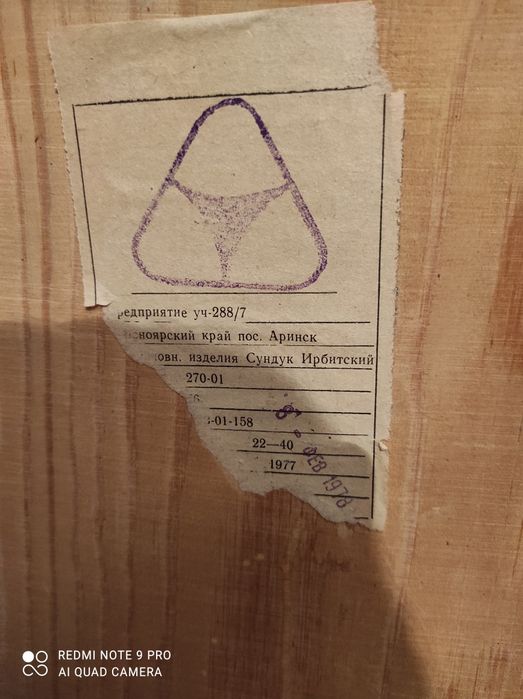 редприятие уч-288/7
сноярский край пос. Аринск
овн. изделия Сундук Ирбитский
270-01
6
-01-158
22—40
1977
8 ФЕВ 1978
REDMI NOTE 9 PRO
AI QUAD CAMERA